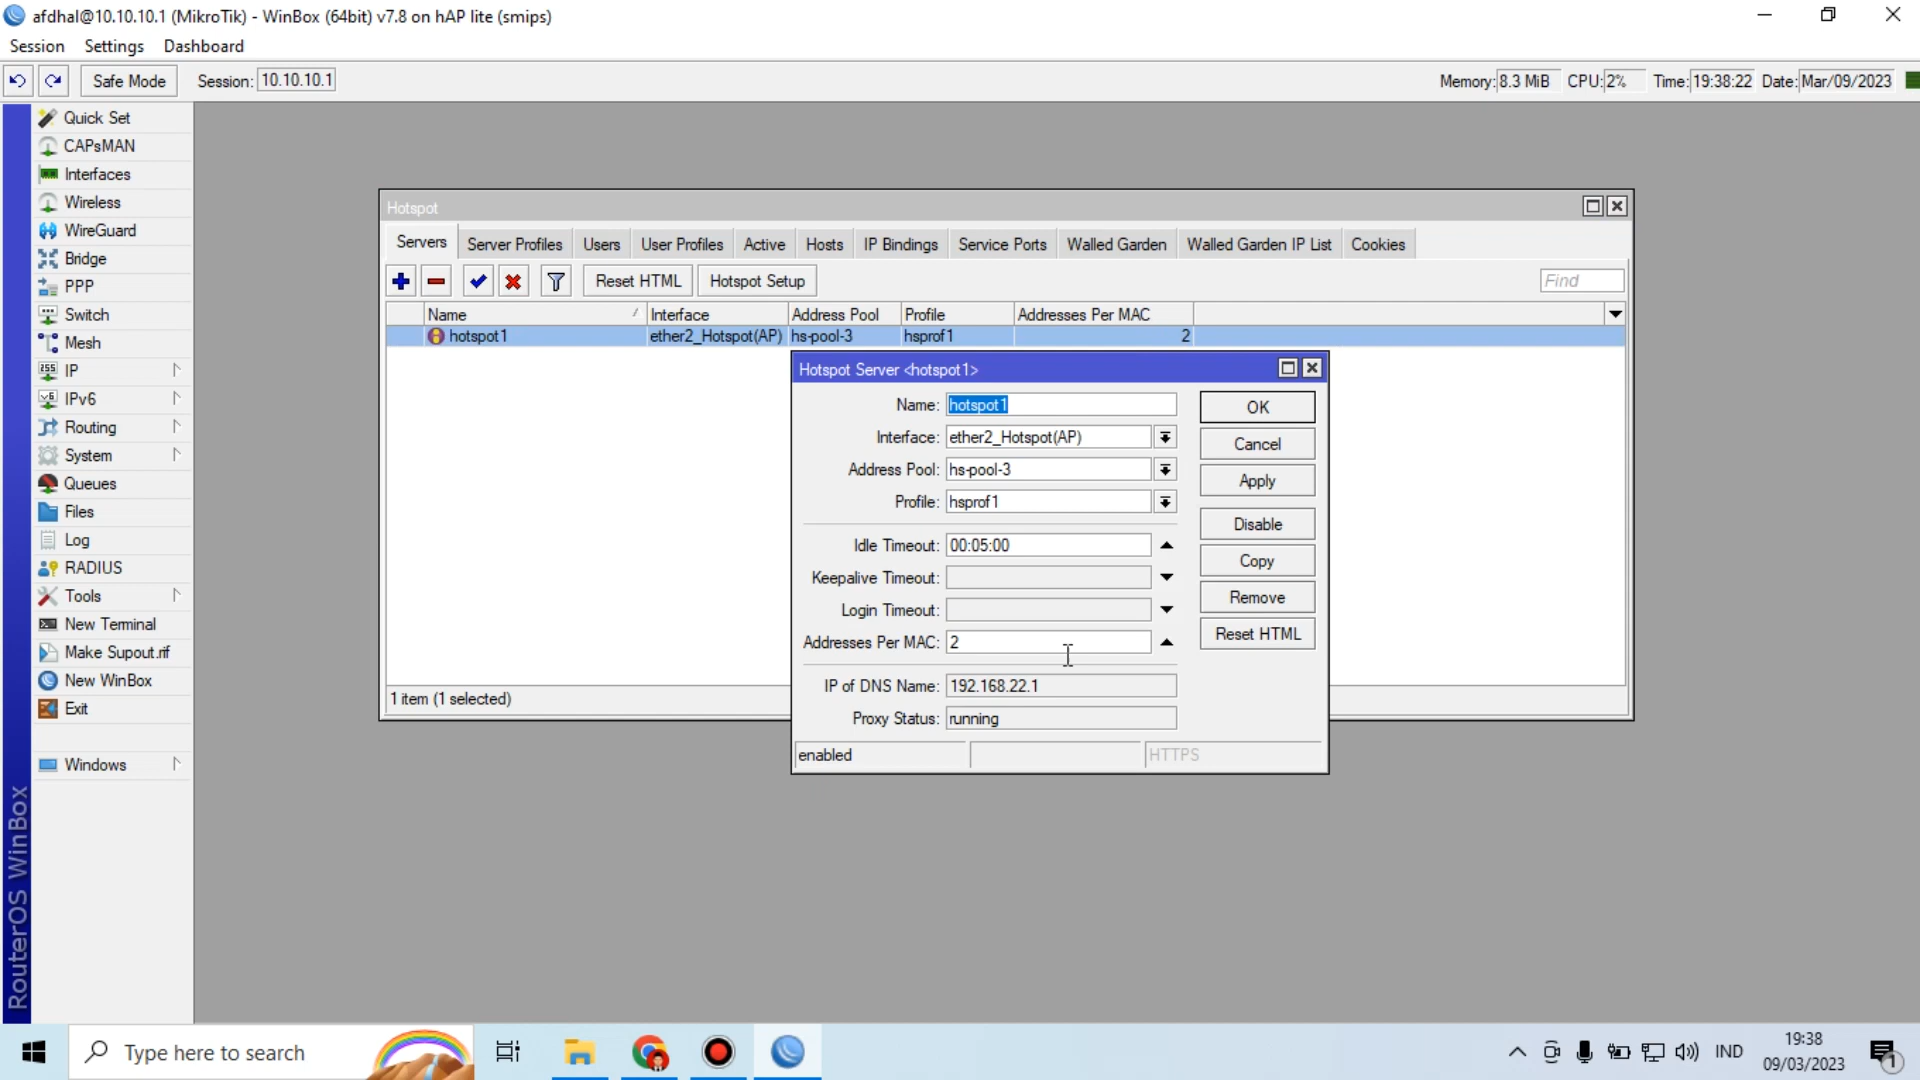 afdhal@10.10.10.1 (MikroTik) - WinBox (64bit) v7.8 on hAP lite (smips)
Session Settings Dashboard
Safe Mode Session: 10.10.10.1 Memory: 8.3 MiB CPU: 2% Time: 19:38:22 Date: Mar/09/2023
Quick Set
CAPsMAN
Interfaces
Wireless
WireGuard
Bridge
PPP
Switch
Mesh
IP
IPv6
Routing
System
Queues
Files
Log
RADIUS
Tools
New Terminal
Make Supout.rif
New WinBox
Exit
Windows
RouterOS WinBox
Hotspot
Servers Server Profiles Users User Profiles Active Hosts IP Bindings Service Ports Walled Garden Walled Garden IP List Cookies
Reset HTML Hotspot Setup Find
Name Interface Address Pool Profile Addresses Per MAC
hotspot1 ether2_Hotspot(AP) hs-pool-3 hsprof1 2
1 item (1 selected)
Hotspot Server <hotspot1>
Name: hotspot1
Interface: ether2_Hotspot(AP)
Address Pool: hs-pool-3
Profile: hsprof1
Idle Timeout: 00:05:00
Keepalive Timeout:
Login Timeout:
Addresses Per MAC: 2
IP of DNS Name: 192.168.22.1
Proxy Status: running
enabled HTTPS
OK
Cancel
Apply
Disable
Copy
Remove
Reset HTML
Type here to search
IND
19:38
09/03/2023
1